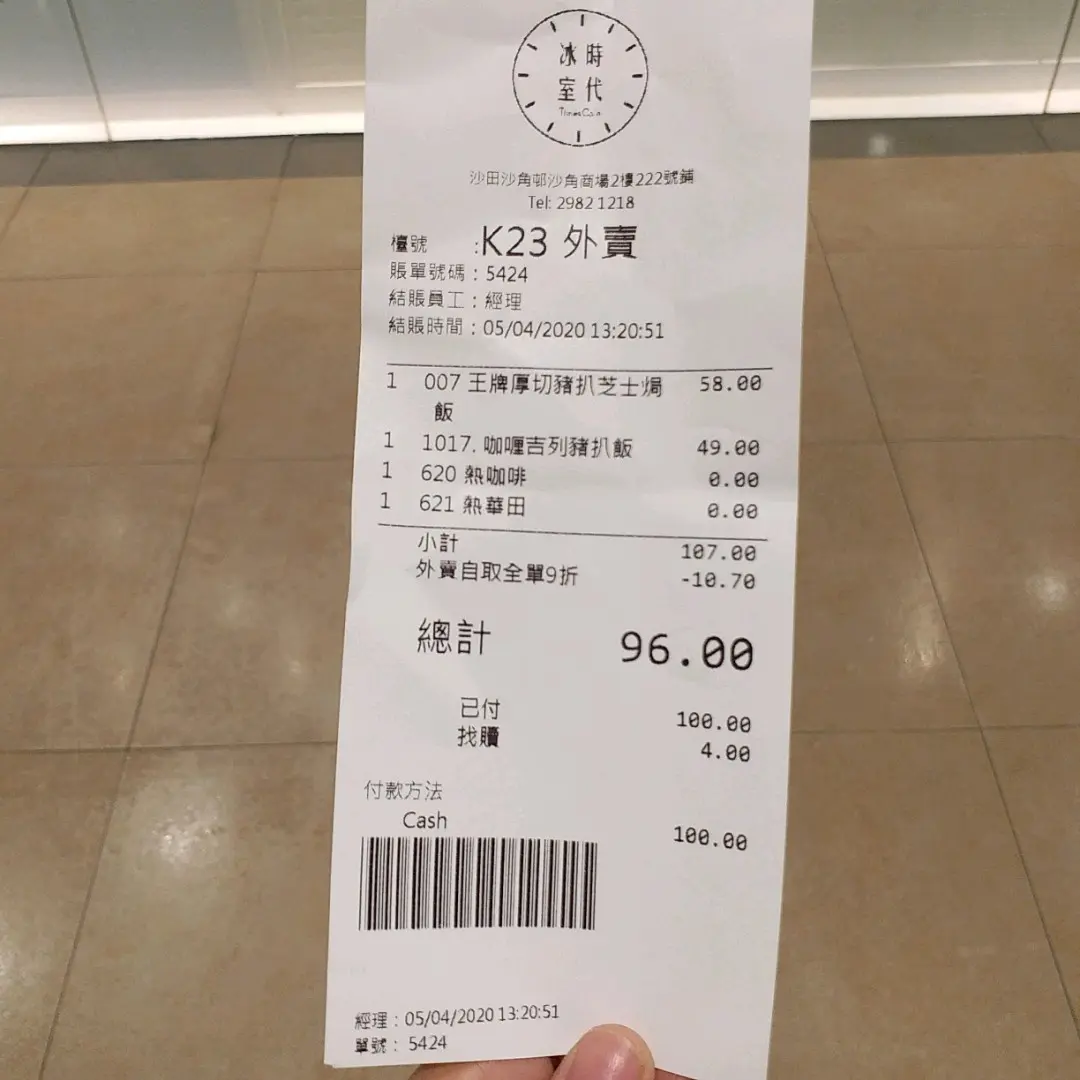 冰時
室代
沙田沙角邨沙角商場2樓222號鋪
Tel: 2982 1218
檯號 :K23 外賣
賬單號碼 : 5424
結賬員工 : 經理
結賬時間 : 05/04/2020 13:20:51
1 007 王牌厚切豬扒芝士焗 58.00
飯
1 1017. 咖喱吉列豬扒飯 49.00
1 620 熱咖啡 0.00
1 621 熱華田 0.00
小計 107.00
外賣自取全單9折 -10.70
總計 96.00
已付 100.00
找贖 4.00
付款方法
Cash 100.00
經理 : 05/04/2020 13:20:51
單號 : 5424